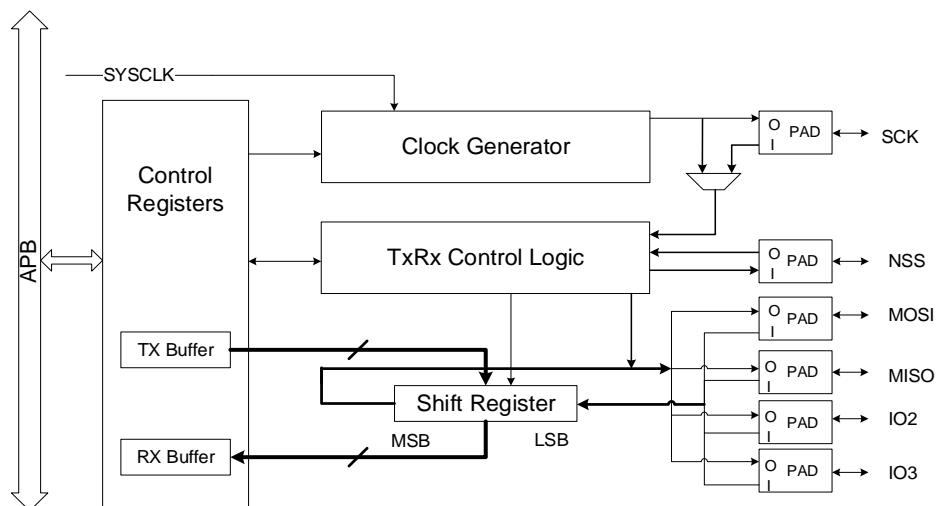 SYSCLK
APB
Control
Registers
Clock Generator
O
I
PAD
SCK
TxRx Control Logic
O
I
PAD
NSS
O
I
PAD
MOSI
TX Buffer
O
I
PAD
MISO
Shift Register
MSB
LSB
O
I
PAD
IO2
RX Buffer
O
I
PAD
IO3